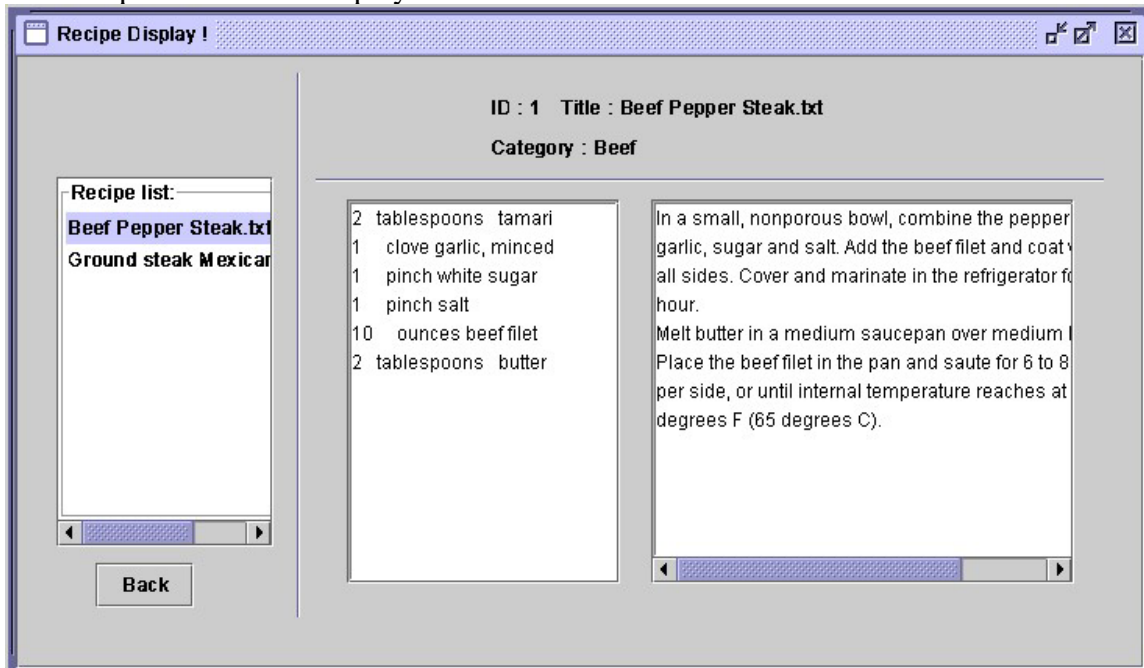 Recipe Display !
ID : 1 Title : Beef Pepper Steak.txt
Category : Beef
Recipe list:
Beef Pepper Steak.txt
Ground steak Mexican
2 tablespoons tamari
1 clove garlic, minced
1 pinch white sugar
1 pinch salt
10 ounces beef filet
2 tablespoons butter
In a small, nonporous bowl, combine the pepper
garlic, sugar and salt. Add the beef filet and coat
all sides. Cover and marinate in the refrigerator
hour.
Melt butter in a medium saucepan over medium
Place the beef filet in the pan and saute for 6 to 8
per side, or until internal temperature reaches at
degrees F (65 degrees C).
Back